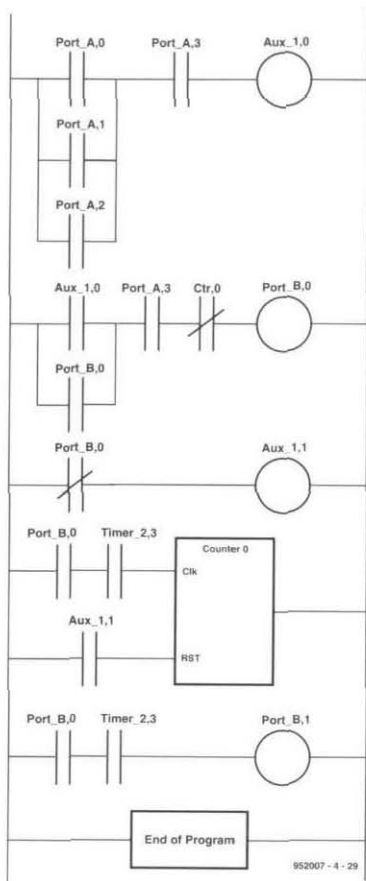 Port_A,0 Port_A,3 Aux_1,0
Port_A,1
Port_A,2
Aux_1,0 Port_A,3 Ctr,0 Port_B,0
Port_B,0
Port_B,0 Aux_1,1
Port_B,0 Timer_2,3 Counter 0
Clk
Aux_1,1
RST
Port_B,0 Timer_2,3 Port_B,1
End of Program
952007 - 4 - 29